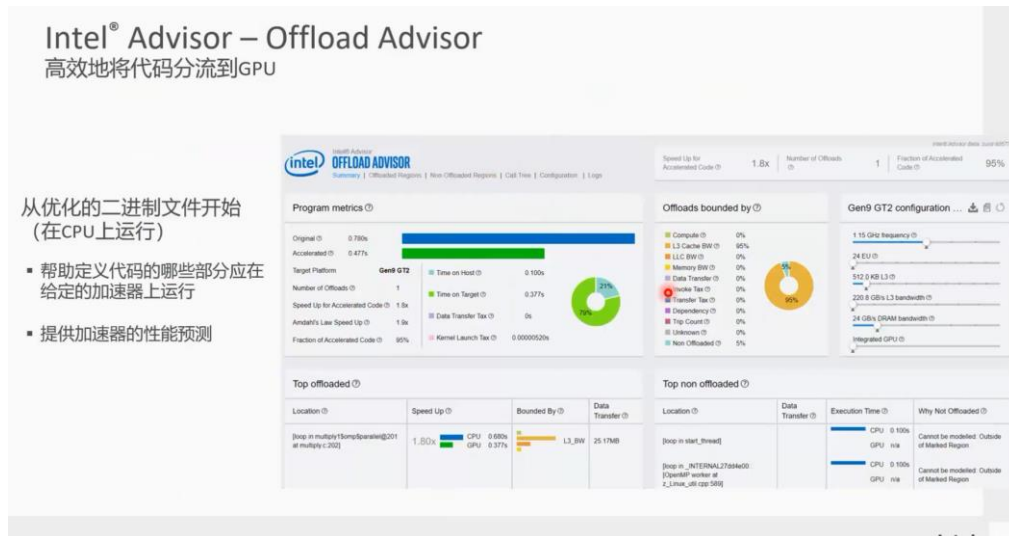 Intel® Advisor – Offload Advisor
高效地将代码分流到GPU
从优化的二进制文件开始
（在CPU上运行）
▪ 帮助定义代码的哪些部分应在
给定的加速器上运行
▪ 提供加速器的性能预测
intel
Intel® Advisor
OFFLOAD ADVISOR
Summary | Offloaded Regions | Non Offloaded Regions | Call Tree | Configuration | Logs
Speed Up for
Accelerated Code 1.8x
Number of Offloads 1
Fraction of Accelerated
Code 95%
Program metrics
Original 0.780s
Accelerated 0.477s
Target Platform Gen9 GT2
Number of Offloads 1
Speed Up for Accelerated Code 1.8x
Amdahl's Law Speed Up 1.9x
Fraction of Accelerated Code 95%
Time on Host 0.100s
Time on Target 0.377s
Data Transfer Tax 0s
Kernel Launch Tax 0.00000520s
21%
79%
Offloads bounded by
Compute 0%
L3 Cache BW 95%
LLC BW 0%
Memory BW 0%
Data Transfer 0%
Invoke Tax 0%
Transfer Tax 0%
Dependency 0%
Trip Count 0%
Unknown 0%
Non Offloaded 5%
5%
95%
Gen9 GT2 configuration ...
1.15 GHz frequency
24 EU
512.0 KB L3
220.8 GB/s L3 bandwidth
24 GB/s DRAM bandwidth
Integrated GPU
Top offloaded
Location Speed Up Bounded By Data
Transfer
[loop in multiply1$omp$parallel@201
at multiply.c:202] 1.80x CPU 0.680s
GPU 0.377s L3_BW 25.17MB
Top non offloaded
Location Data
Transfer Execution Time Why Not Offloaded
[loop in start_thread] CPU 0.100s
GPU n/a Cannot be modelled: Outside
of Marked Region
[loop in _INTERNAL27dd4e00
[OpenMP worker at
z_Linux_util.cpp:589] CPU 0.100s
GPU n/a Cannot be modelled: Outside
of Marked Region